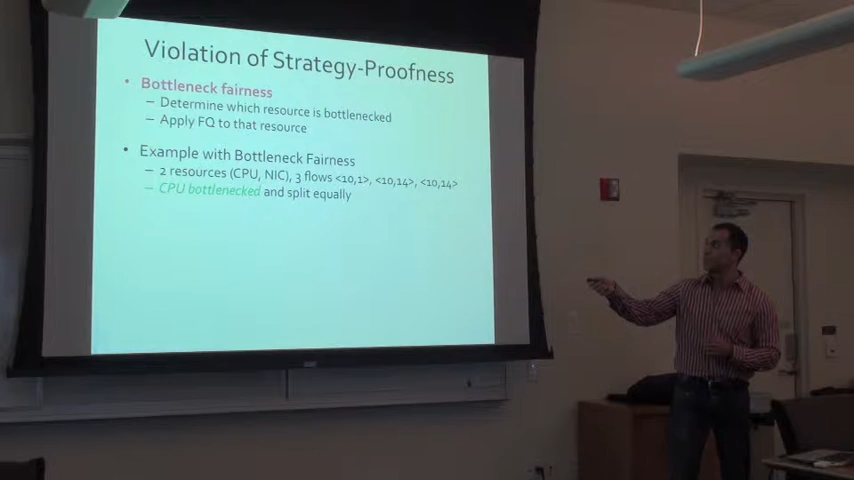 Violation of Strategy-Proofness
• Bottleneck fairness
– Determine which resource is bottlenecked
– Apply FQ to that resource
• Example with Bottleneck Fairness
– 2 resources (CPU, NIC), 3 flows <10,1>, <10,14>, <10,14>
– CPU bottlenecked and split equally